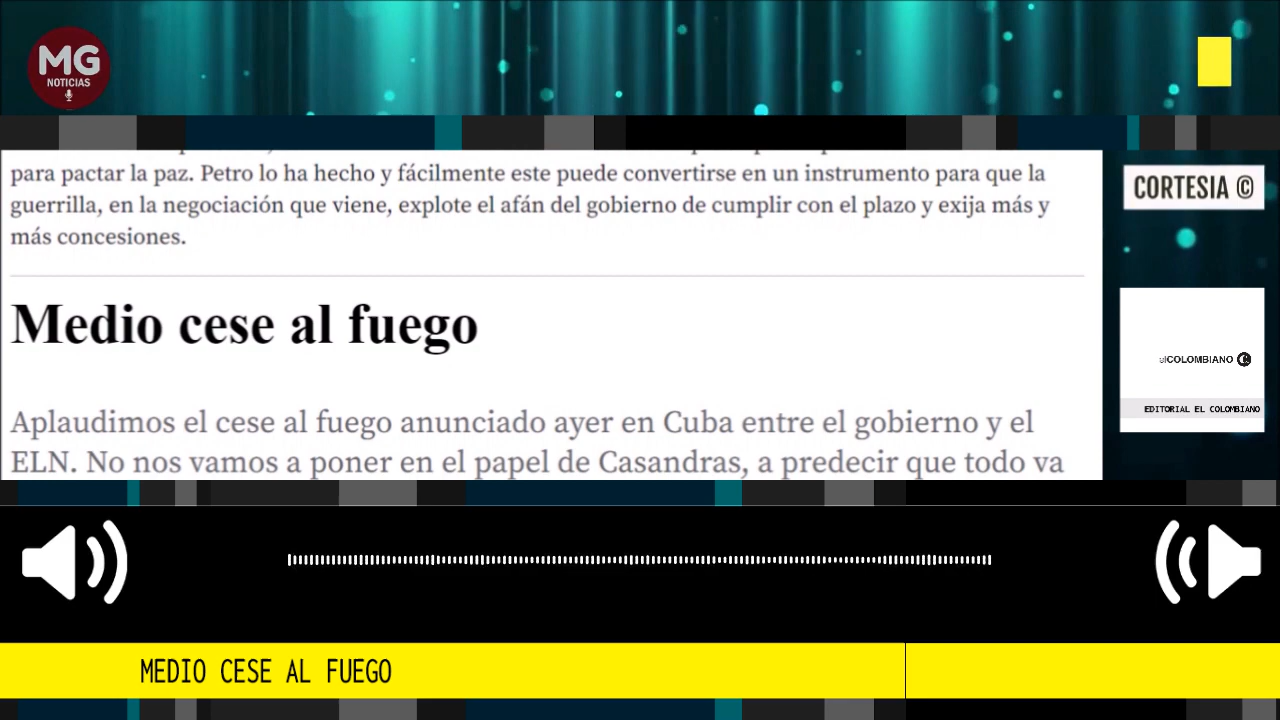 MG
NOTICIAS
para pactar la paz. Petro lo ha hecho y fácilmente este puede convertirse en un instrumento para que la
guerrilla, en la negociación que viene, explote el afán del gobierno de cumplir con el plazo y exija más y
más concesiones.
CORTESIA ©
Medio cese al fuego
elCOLOMBIANO
EDITORIAL EL COLOMBIANO
Aplaudimos el cese al fuego anunciado ayer en Cuba entre el gobierno y el
ELN. No nos vamos a poner en el papel de Casandras, a predecir que todo va
MEDIO CESE AL FUEGO